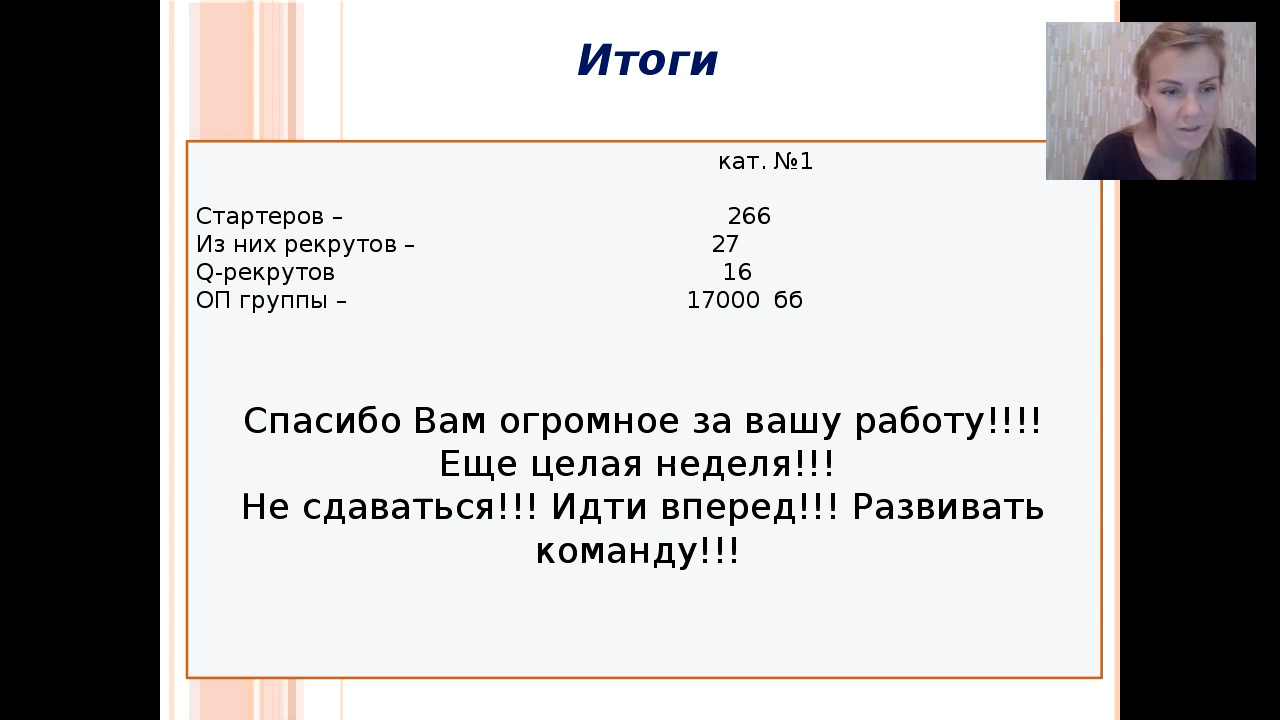 Итоги
кат. №1
Стартеров – 266
Из них рекрутов – 27
Q-рекрутов 16
ОП группы – 17000 бб
Спасибо Вам огромное за вашу работу!!!!
Еще целая неделя!!!
Не сдаваться!!! Идти вперед!!! Развивать
команду!!!